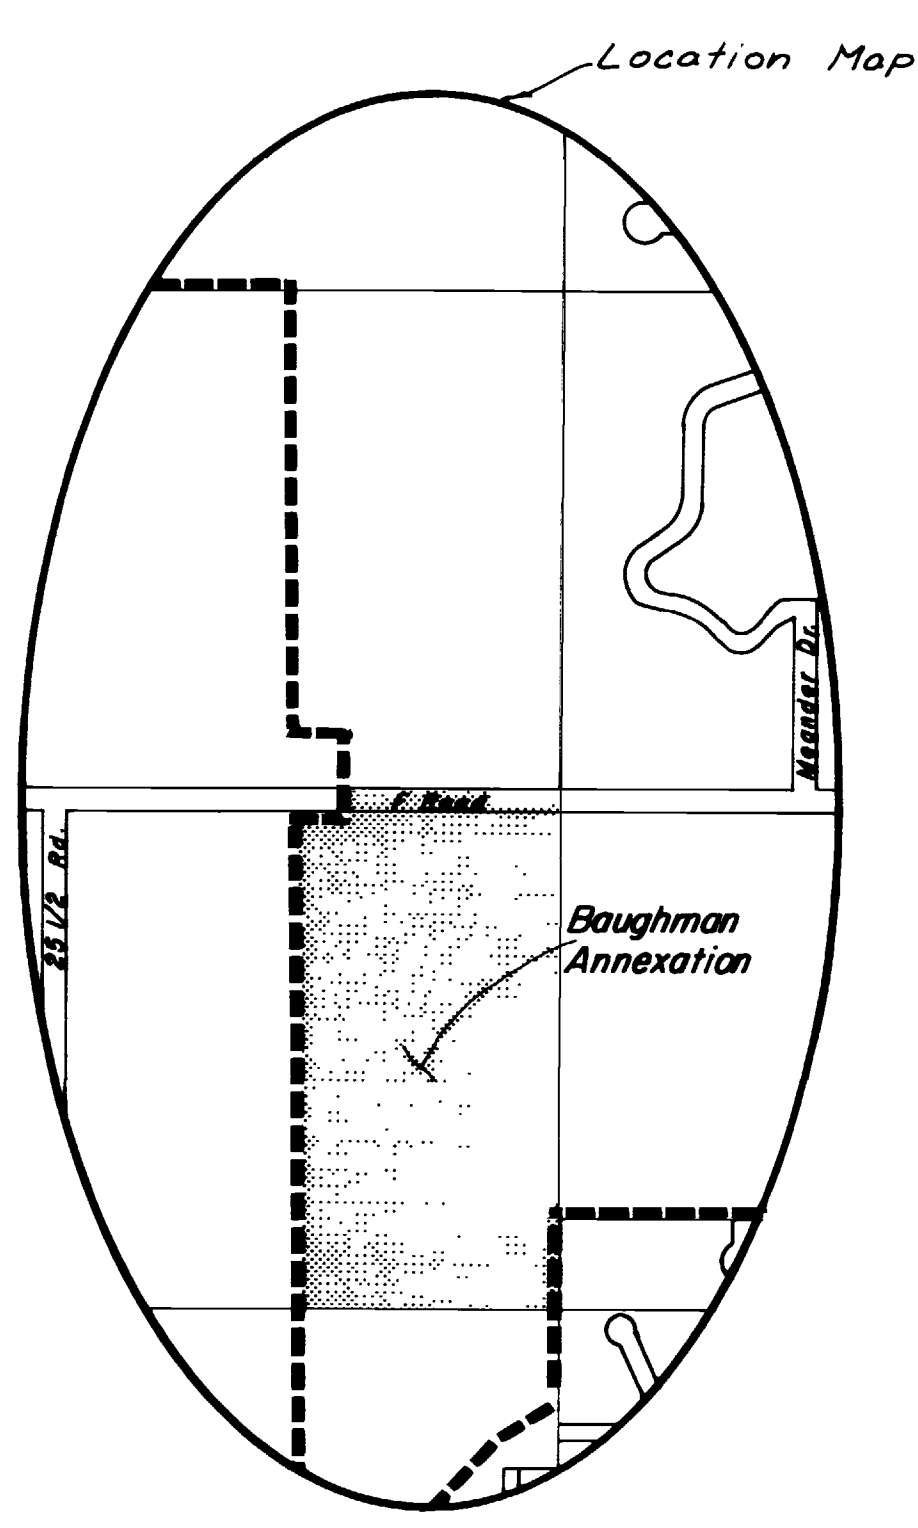 Location Map
Meander Dr.
F Road
25 1/2 Rd.
Baughman
Annexation